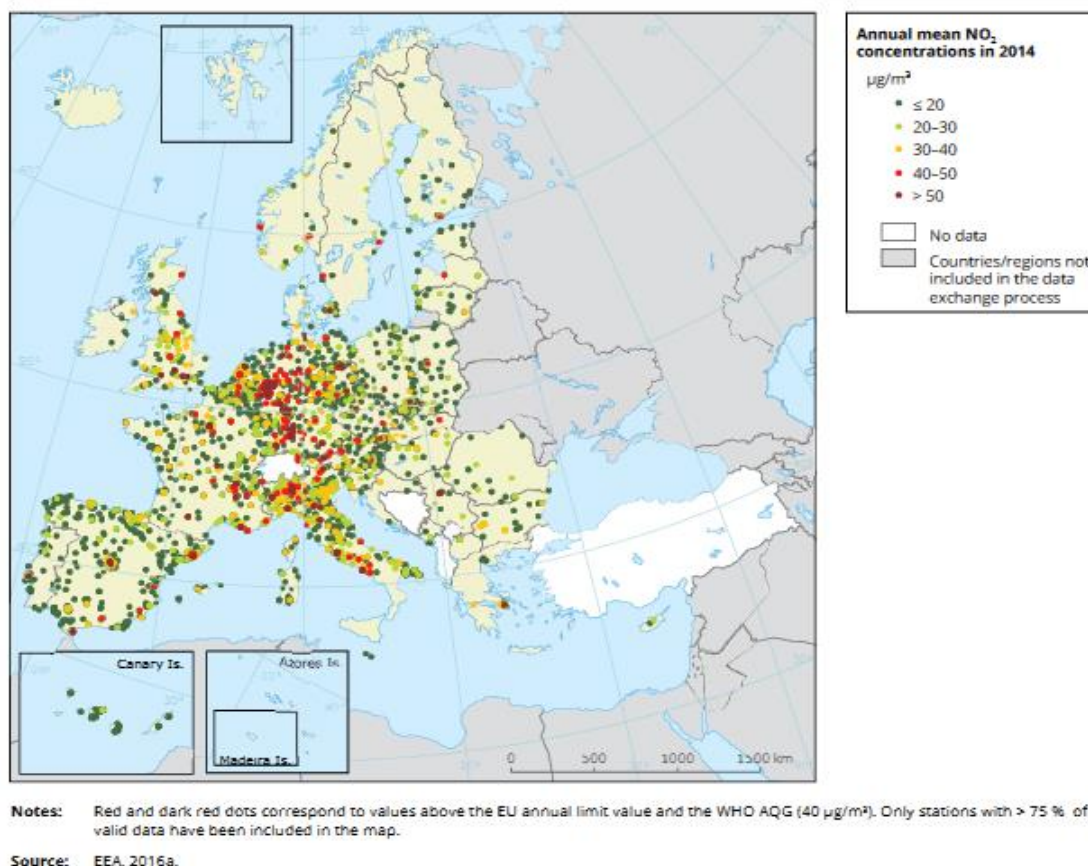 Annual mean NO₂
concentrations in 2014
µg/m³
≤ 20
20–30
30–40
40–50
> 50
No data
Countries/regions not
included in the data
exchange process
Canary Is.
Azores Is.
Madeira Is.
0 500 1000 1500 km
Notes: Red and dark red dots correspond to values above the EU annual limit value and the WHO AQG (40 µg/m³). Only stations with > 75 % of
valid data have been included in the map.
Source: EEA, 2016a.